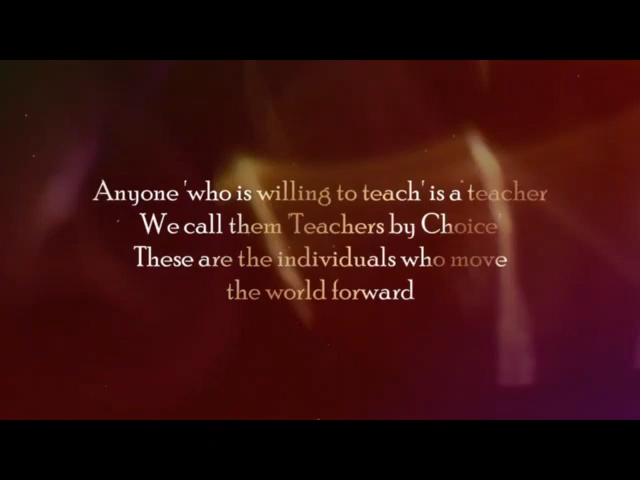 Anyone 'who is willing to teach' is a teacher
We call them 'Teachers by Choice'
These are the individuals who move
the world forward